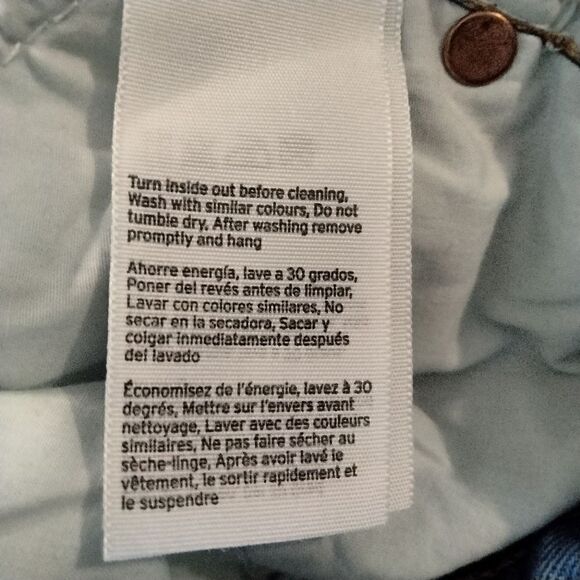 Turn inside out before cleaning,
Wash with similar colours, Do not
tumble dry, After washing remove
promptly and hang
Ahorre energía, lave a 30 grados,
Poner del revés antes de limpiar,
Lavar con colores similares, No
secar en la secadora, Sacar y
colgar inmediatamente después
del lavado
Économisez de l'énergie, lavez à 30
degrés, Mettre sur l'envers avant
nettoyage, Laver avec des couleurs
similaires, Ne pas faire sécher au
sèche-linge, Après avoir lavé le
vêtement, le sortir rapidement et
le suspendre